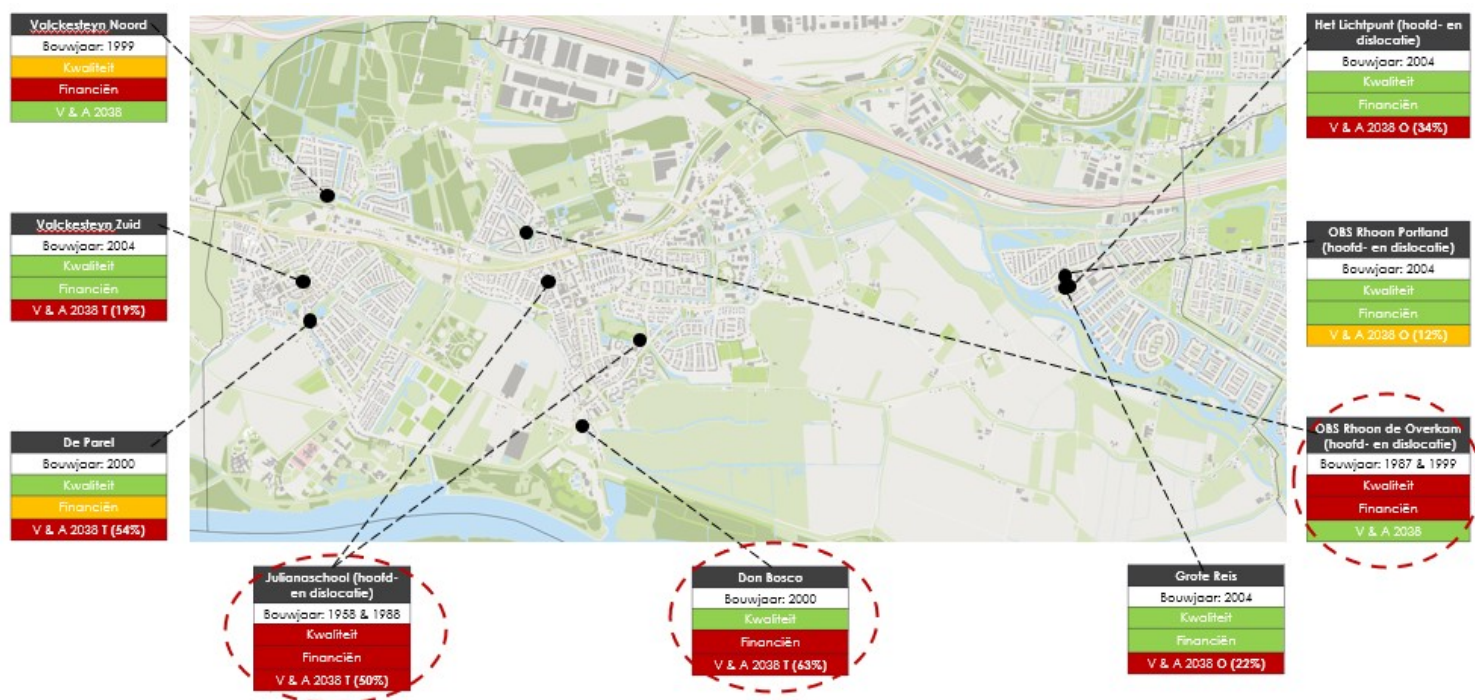 Valckesteyn Noord
Bouwjaar: 1999
Kwaliteit
Financiën
V & A 2038
Het Lichtpunt (hoofd- en
dislocatie)
Bouwjaar: 2004
Kwaliteit
Financiën
V & A 2038 O (34%)
Valckesteyn Zuid
Bouwjaar: 2004
Kwaliteit
Financiën
V & A 2038 T (19%)
OBS Rhoon Portland
(hoofd- en dislocatie)
Bouwjaar: 2004
Kwaliteit
Financiën
V & A 2038 O (12%)
De Parel
Bouwjaar: 2000
Kwaliteit
Financiën
V & A 2038 T (54%)
OBS Rhoon de Overkam
(hoofd- en dislocatie)
Bouwjaar: 1987 & 1999
Kwaliteit
Financiën
V & A 2038
Julianaschool (hoofd-
en dislocatie)
Bouwjaar: 1958 & 1988
Kwaliteit
Financiën
V & A 2038 T (50%)
Don Bosco
Bouwjaar: 2000
Kwaliteit
Financiën
V & A 2038 T (63%)
Grote Reis
Bouwjaar: 2004
Kwaliteit
Financiën
V & A 2038 O (22%)